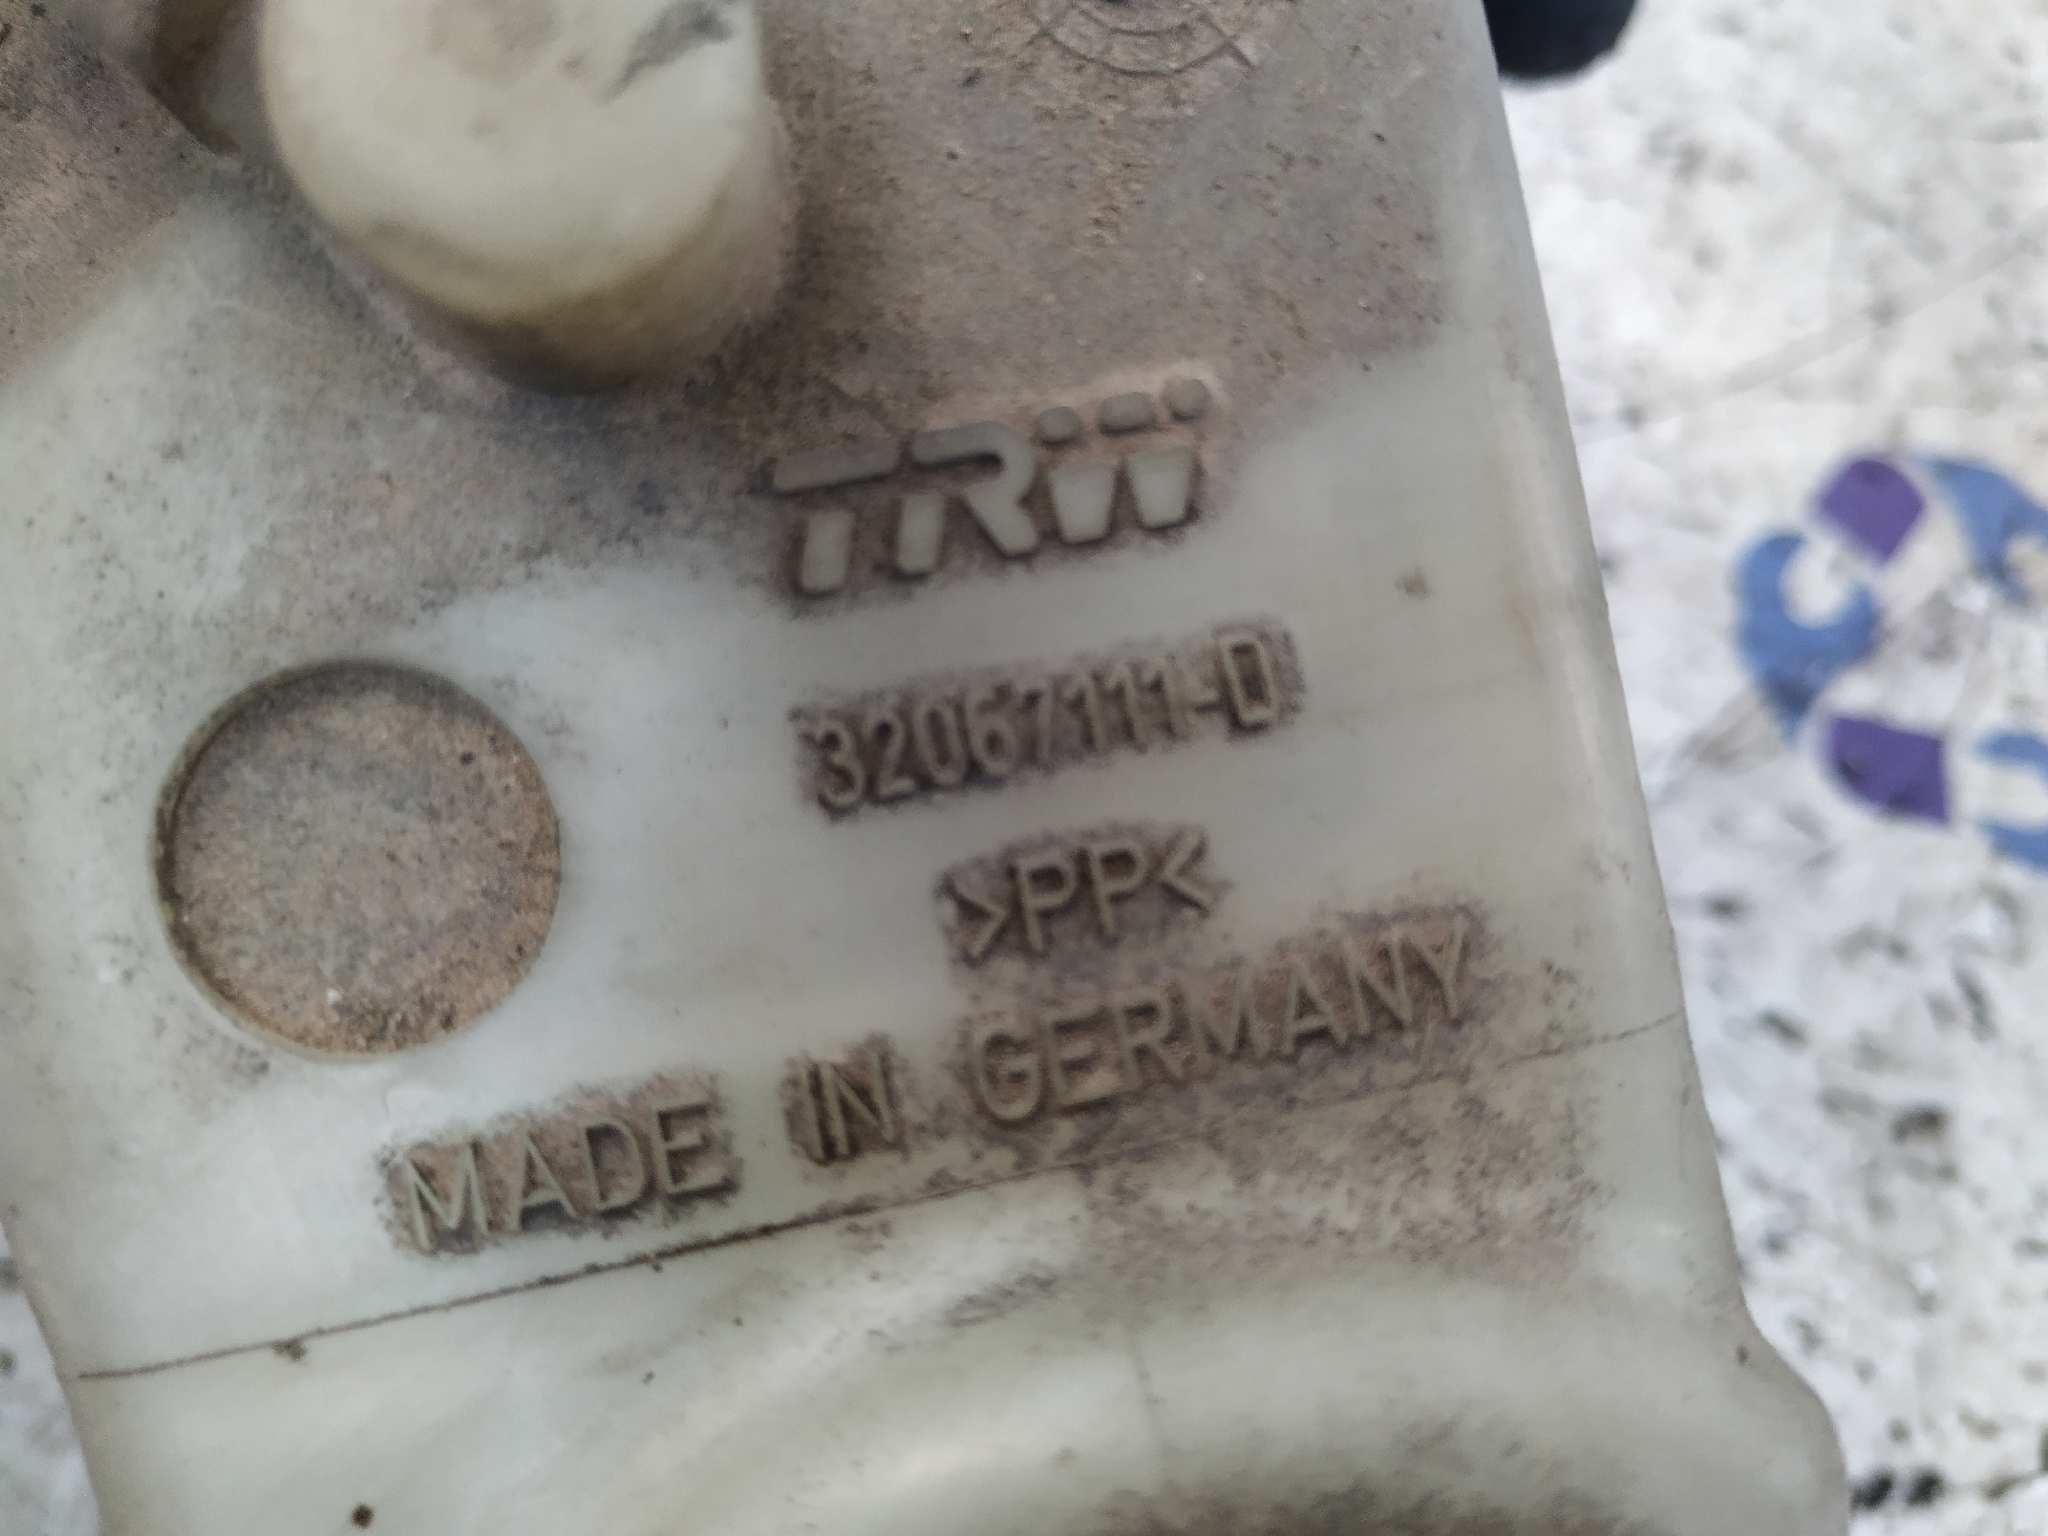 TRW
32067111-D
>PP<
MADE IN GERMANY